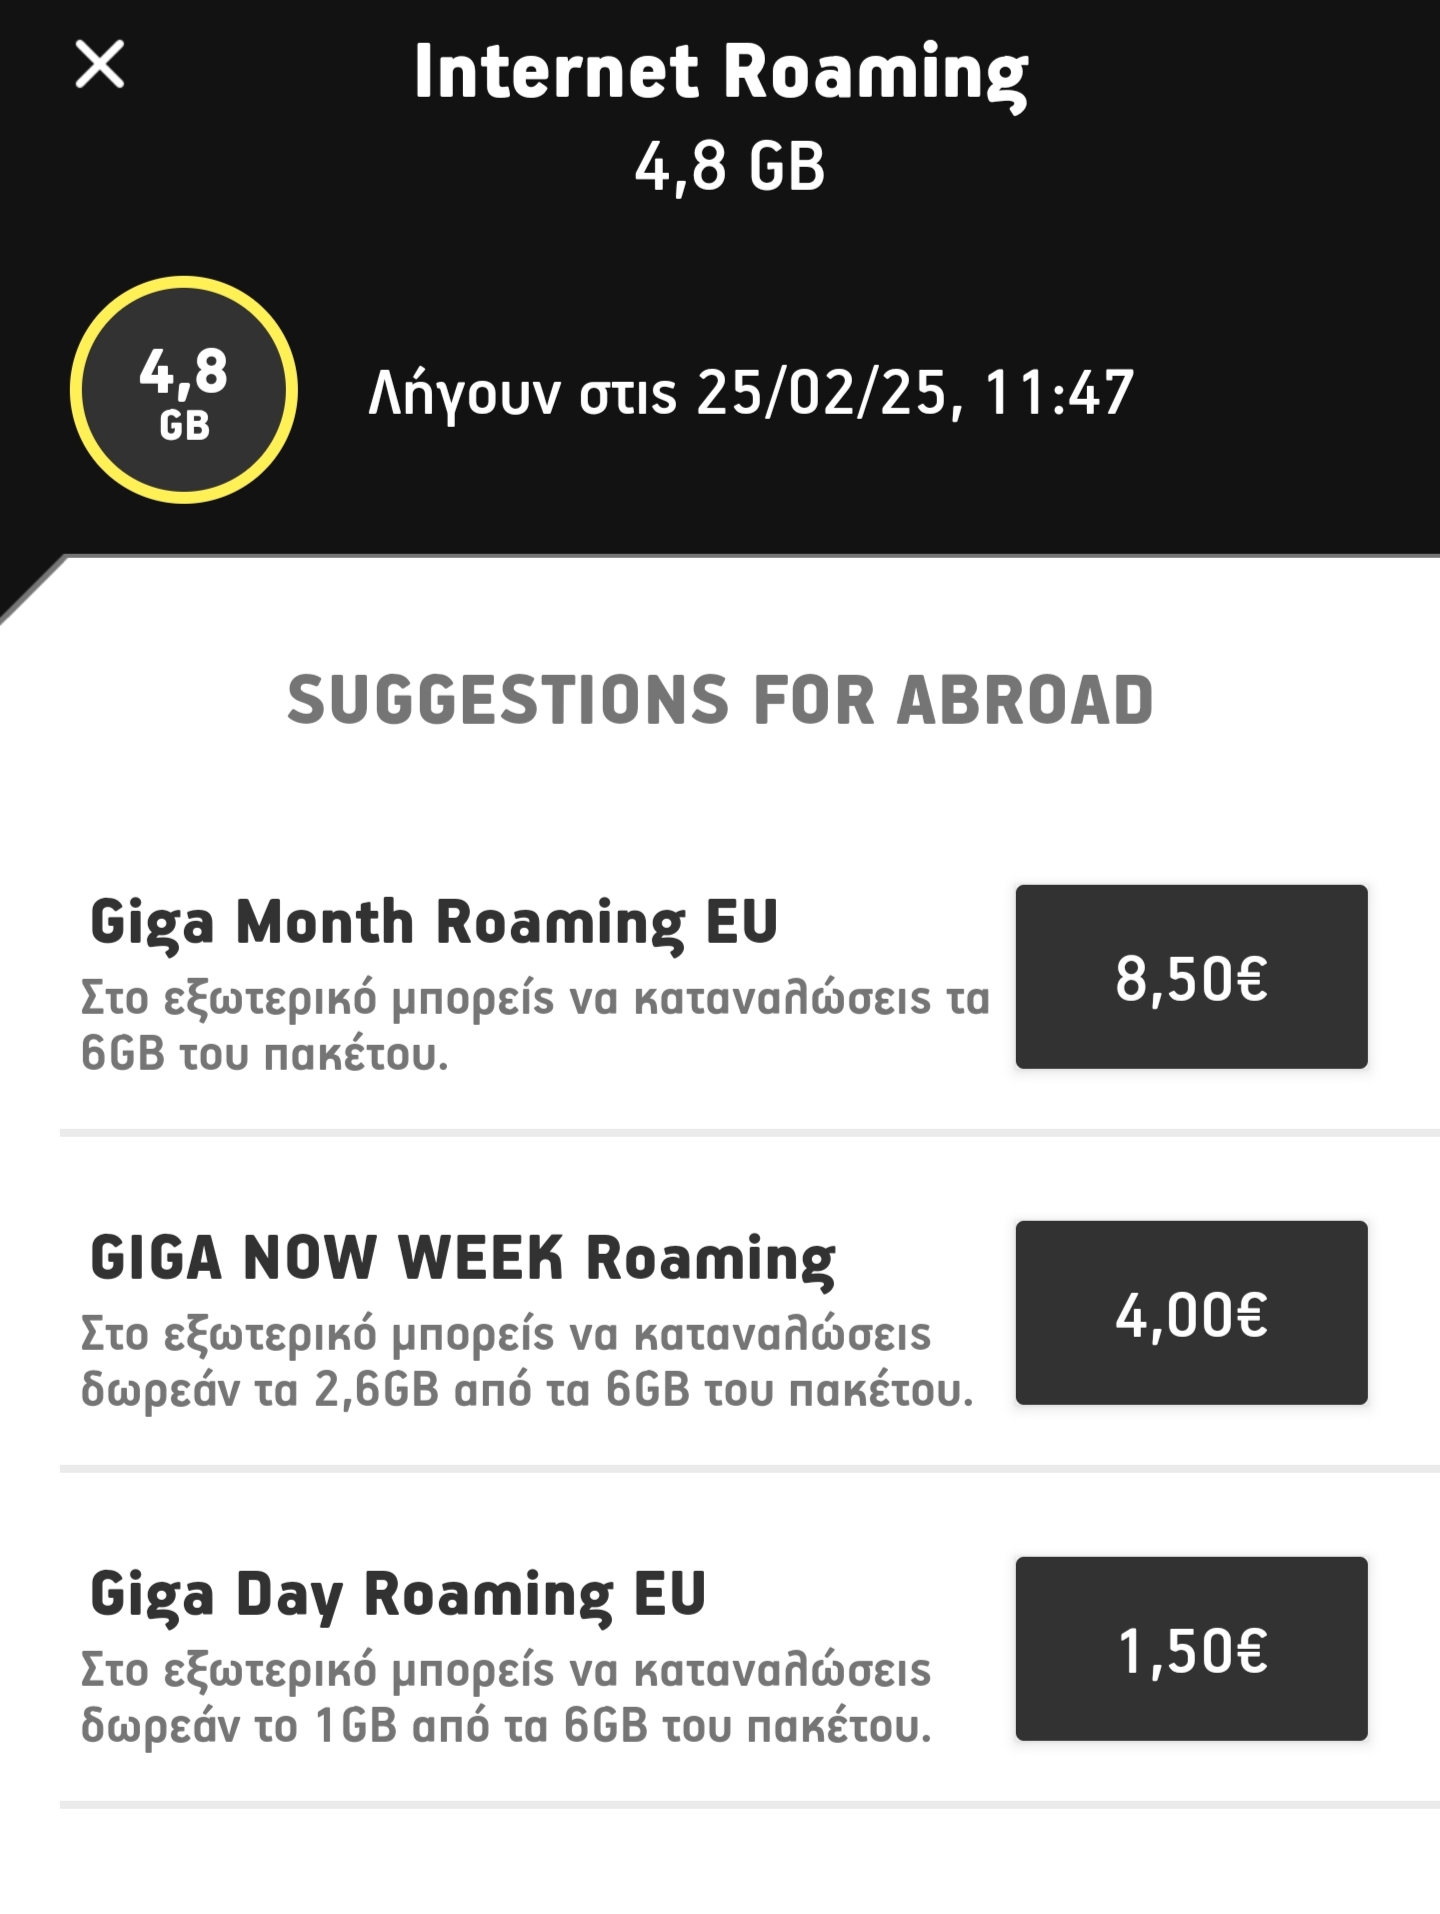 Internet Roaming
4,8 GB
4,8
GB
Λήγουν στις 25/02/25, 11:47
SUGGESTIONS FOR ABROAD
Giga Month Roaming EU
Στο εξωτερικό μπορείς να καταναλώσεις τα
6GB του πακέτου.
8,50€
GIGA NOW WEEK Roaming
Στο εξωτερικό μπορείς να καταναλώσεις
δωρεάν τα 2,6GB από τα 6GB του πακέτου.
4,00€
Giga Day Roaming EU
Στο εξωτερικό μπορείς να καταναλώσεις
δωρεάν το 1GB από τα 6GB του πακέτου.
1,50€